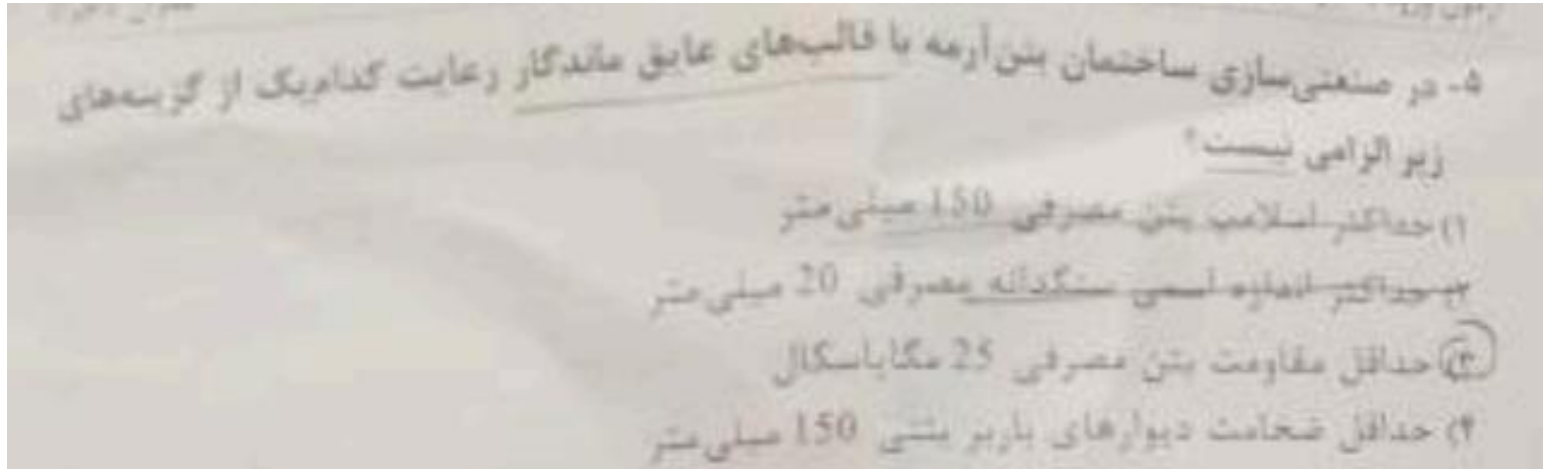 ۵- در صنعتی‌سازی ساختمان بتن‌آرمه با قالب‌های عایق ماندگار رعایت کدام‌یک از گزینه‌های
زیر الزامی نیست؟
۱) حداکثر اسلامپ بتن مصرفی 150 میلی‌متر
۲) حداکثر اندازه اسمی سنگدانه مصرفی 20 میلی‌متر
۳) حداقل مقاومت بتن مصرفی 25 مگاپاسکال
۴) حداقل ضخامت دیوارهای باربر بتنی 150 میلی‌متر